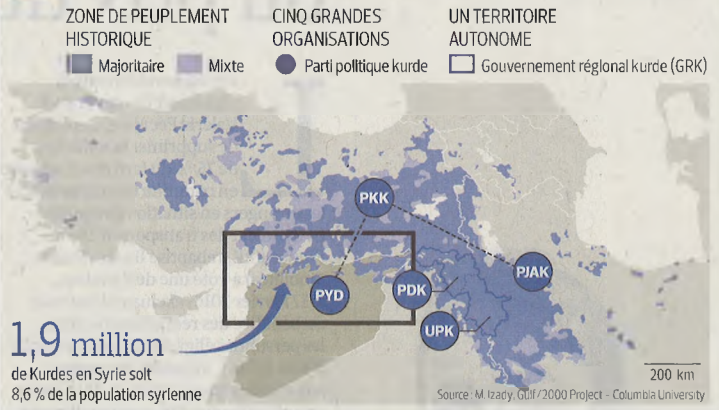 ZONE DE PEUPLEMENT
HISTORIQUE
Majoritaire
Mixte
CINQ GRANDES
ORGANISATIONS
Parti politique kurde
UN TERRITOIRE
AUTONOME
Gouvernement régional kurde (GRK)
PKK
PJAK
PYD
PDK
UPK
1,9 million
de Kurdes en Syrie soit
8,6 % de la population syrienne
200 km
Source : M. Izady, Gulf/2000 Project - Columbia University